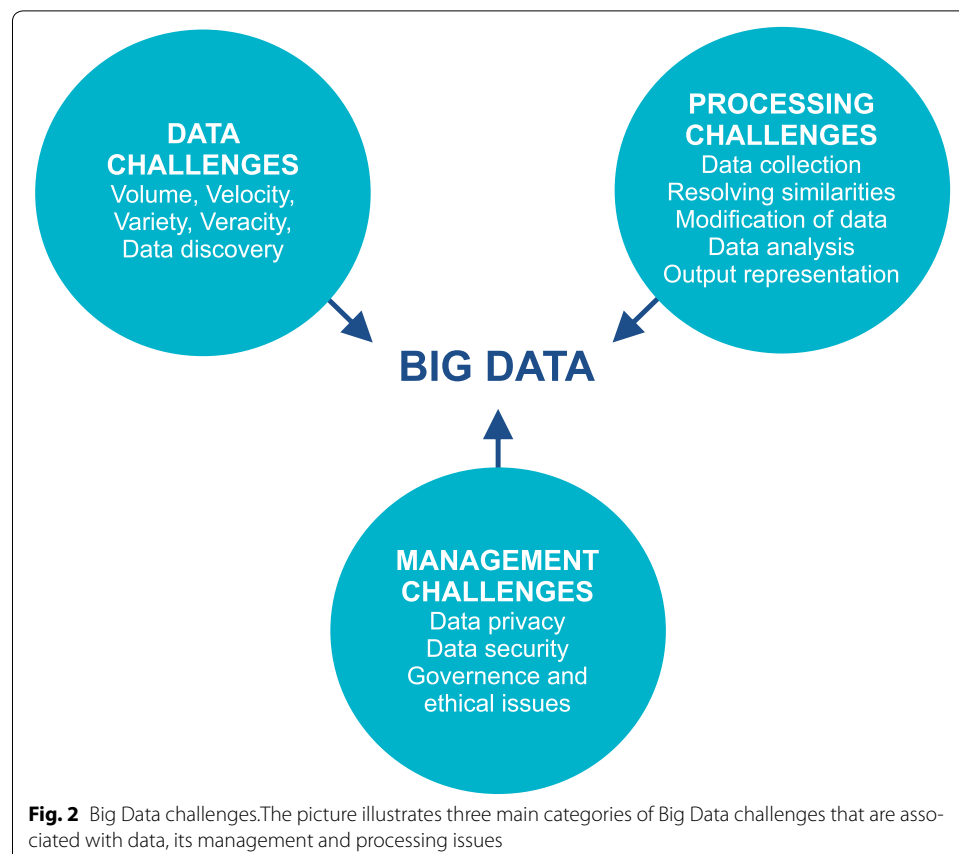 DATA
CHALLENGES
Volume, Velocity,
Variety, Veracity,
Data discovery
PROCESSING
CHALLENGES
Data collection
Resolving similarities
Modification of data
Data analysis
Output representation
BIG DATA
MANAGEMENT
CHALLENGES
Data privacy
Data security
Governence and
ethical issues
Fig. 2 Big Data challenges.The picture illustrates three main categories of Big Data challenges that are asso-
ciated with data, its management and processing issues